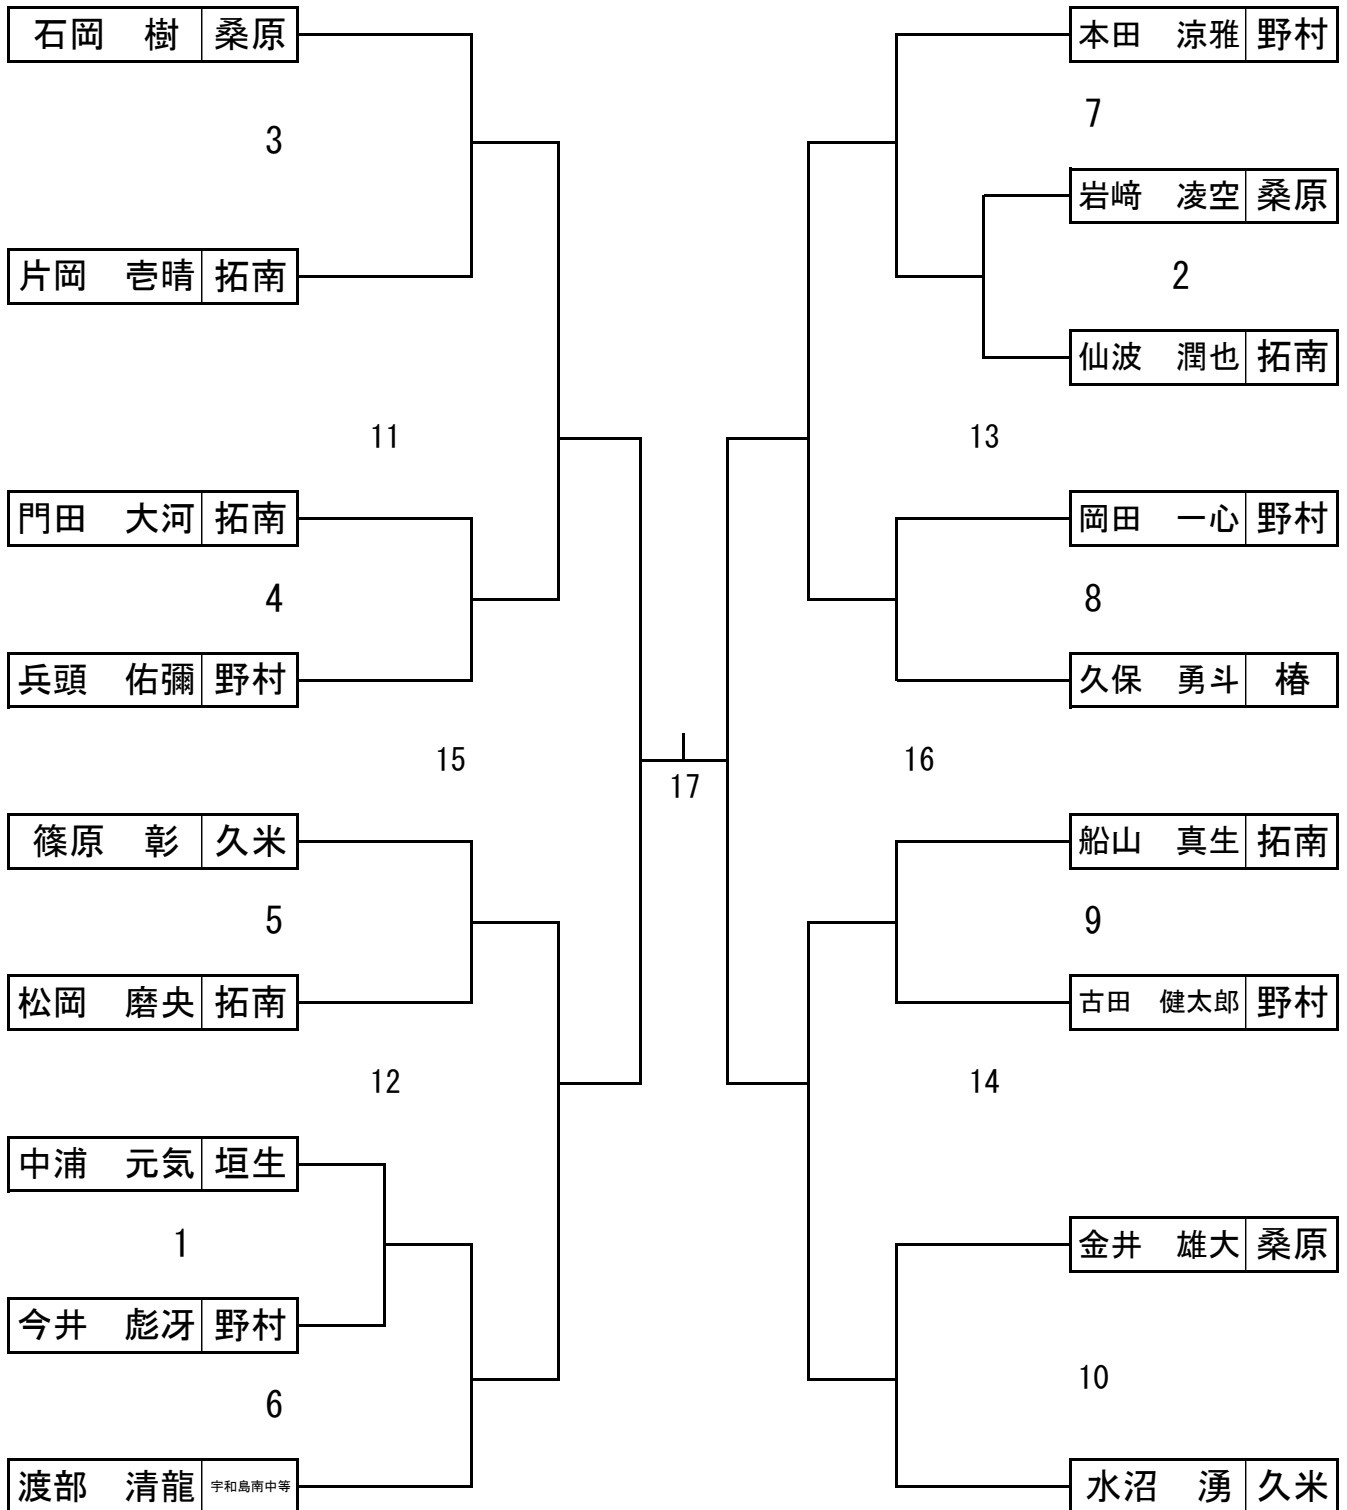 石岡　樹 桑原
3
片岡　壱晴 拓南
11
門田　大河 拓南
4
兵頭　佑彌 野村
15
篠原　彰 久米
5
松岡　磨央 拓南
12
中浦　元気 垣生
1
今井　彪冴 野村
6
渡部　清龍 宇和島南中等
17
本田　涼雅 野村
7
岩﨑　凌空 桑原
2
仙波　潤也 拓南
13
岡田　一心 野村
8
久保　勇斗 椿
16
船山　真生 拓南
9
古田　健太郎 野村
14
金井　雄大 桑原
10
水沼　湧 久米